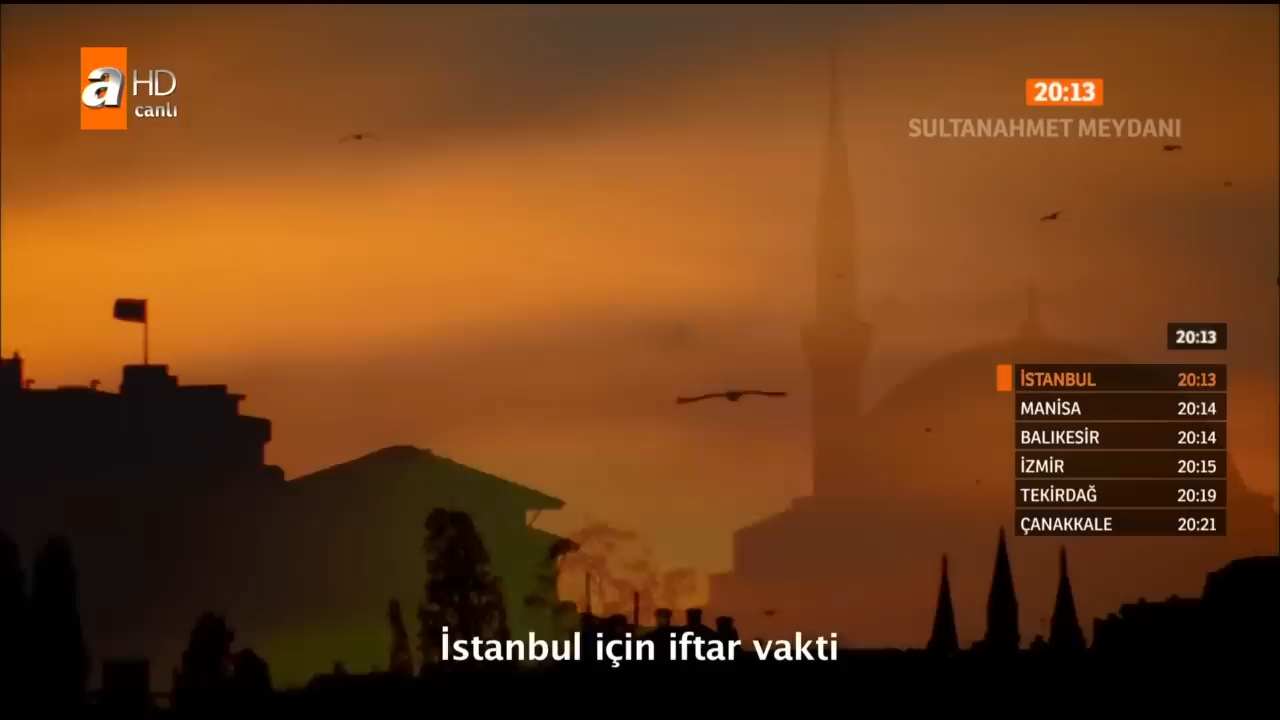 a HD
canlı
20:13
SULTANAHMET MEYDANI
20:13
İSTANBUL 20:13
MANİSA 20:14
BALIKESİR 20:14
İZMİR 20:15
TEKİRDAĞ 20:19
ÇANAKKALE 20:21
İstanbul için iftar vakti